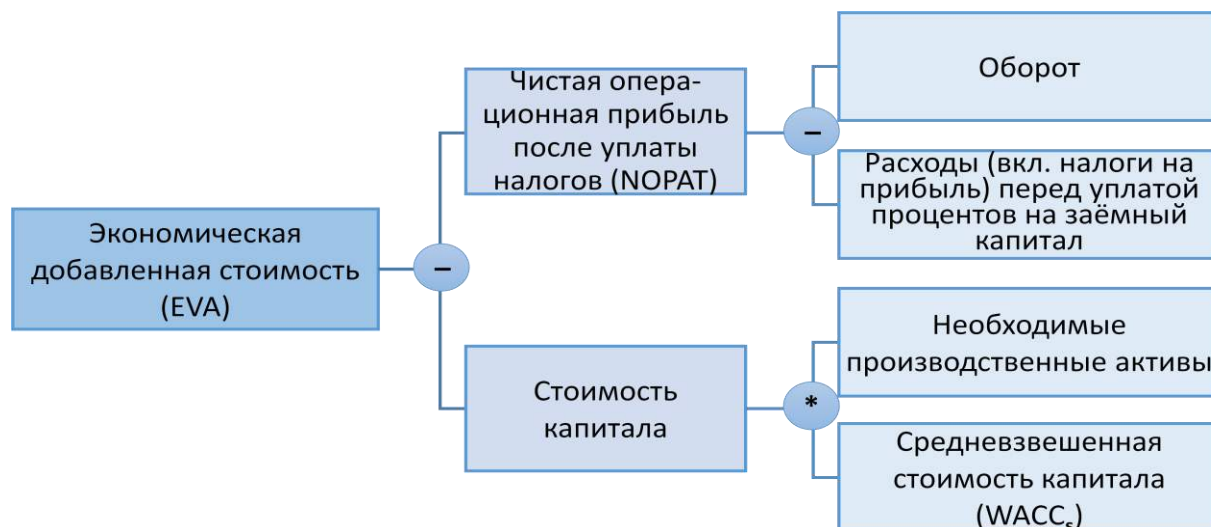 Экономическая
добавленная стоимость
(EVA)
–
Чистая опера-
ционная прибыль
после уплаты
налогов (NOPAT)
–
Оборот
Расходы (вкл. налоги на
прибыль) перед уплатой
процентов на заёмный
капитал
Стоимость
капитала
*
Необходимые
производственные активы
Средневзвешенная
стоимость капитала
(WACCs)